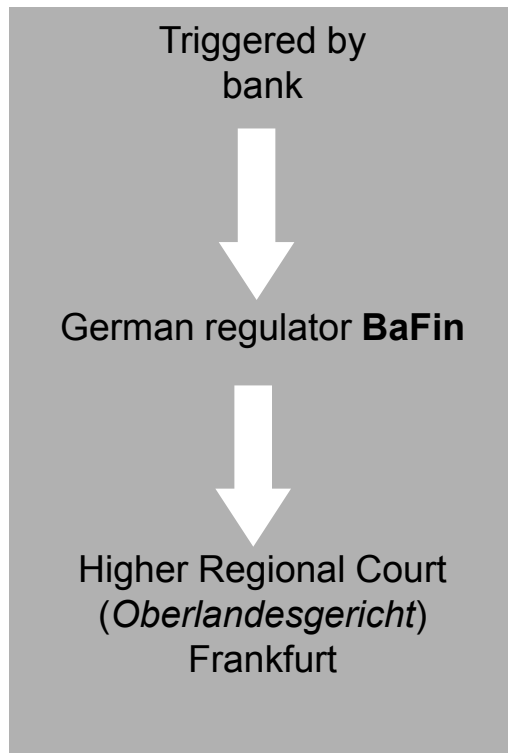 Triggered by
bank
German regulator BaFin
Higher Regional Court
(Oberlandesgericht)
Frankfurt